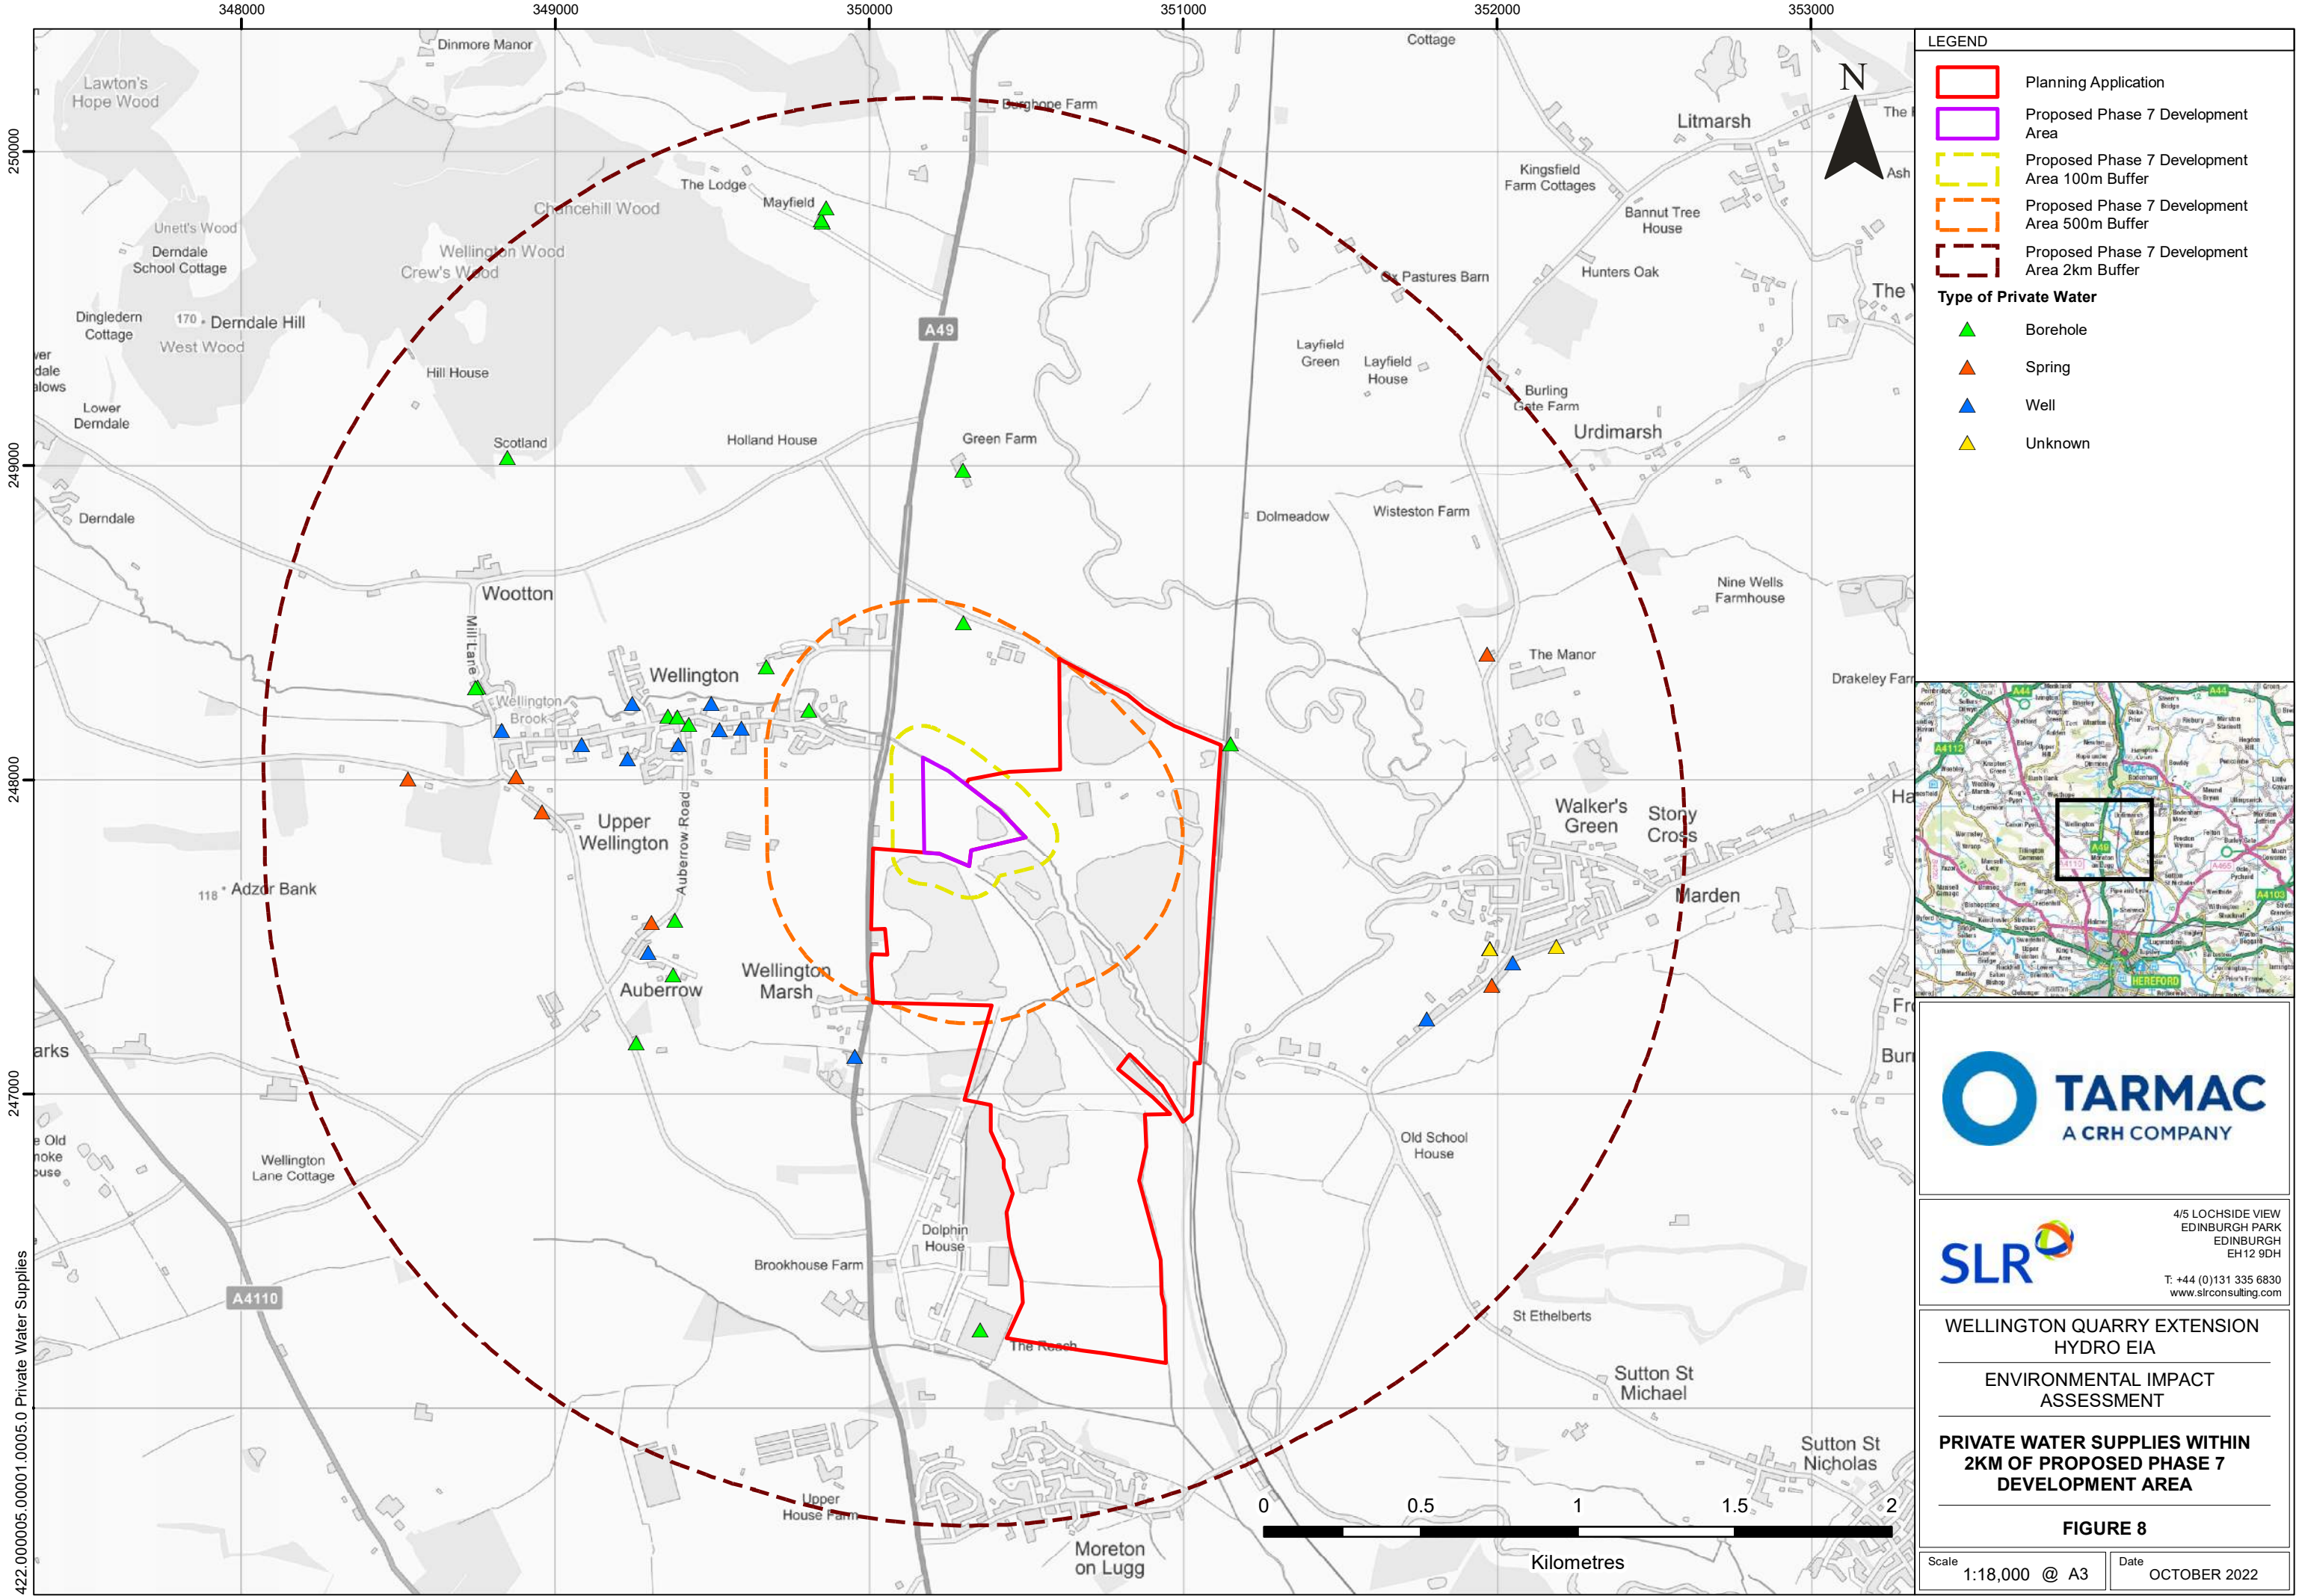 348000
349000
350000
351000
352000
353000
250000
249000
248000
247000
Dinmore Manor
Lawton's
Hope Wood
Cottage
Burghope Farm
Litmarsh
The Lodge
Mayfield
Chancehill Wood
Kingsfield
Farm Cottages
Ash
Unett's Wood
Derndale
School Cottage
Wellington Wood
Crew's Wood
Bannut Tree
House
Ox Pastures Barn
Hunters Oak
The
Dingledern
Cottage
170
Derndale Hill
West Wood
A49
Hill House
Layfield
Green
Layfield
House
Lower
Derndale
Burling
Gate Farm
Urdimarsh
Scotland
Holland House
Green Farm
Derndale
Dolmeadow
Wisteston Farm
Wootton
Nine Wells
Farmhouse
Mill Lane
Wellington
The Manor
Drakeley Farm
Wellington
Brook
Upper
Wellington
Auberrow Road
Walker's
Green
Stony
Cross
118
Adzor Bank
Marden
Auberrow
Wellington
Marsh
Wellington
Lane Cottage
Old School
House
Dolphin
House
Brookhouse Farm
A4110
St Ethelberts
The Roach
Sutton St
Michael
Sutton St
Nicholas
Upper
House Farm
Moreton
on Lugg
0
0.5
1
1.5
2
Kilometres
N
422.000005.00001.0005.0 Private Water Supplies
LEGEND
Planning Application
Proposed Phase 7 Development
Area
Proposed Phase 7 Development
Area 100m Buffer
Proposed Phase 7 Development
Area 500m Buffer
Proposed Phase 7 Development
Area 2km Buffer
Type of Private Water
Borehole
Spring
Well
Unknown
A44
A44
A4112
A49
A4110
A465
A4103
HEREFORD
TARMAC
A CRH COMPANY
SLR
4/5 LOCHSIDE VIEW
EDINBURGH PARK
EDINBURGH
EH12 9DH
T: +44 (0)131 335 6830
www.slrconsulting.com
WELLINGTON QUARRY EXTENSION
HYDRO EIA
ENVIRONMENTAL IMPACT
ASSESSMENT
PRIVATE WATER SUPPLIES WITHIN
2KM OF PROPOSED PHASE 7
DEVELOPMENT AREA
FIGURE 8
Scale
1:18,000 @ A3
Date
OCTOBER 2022